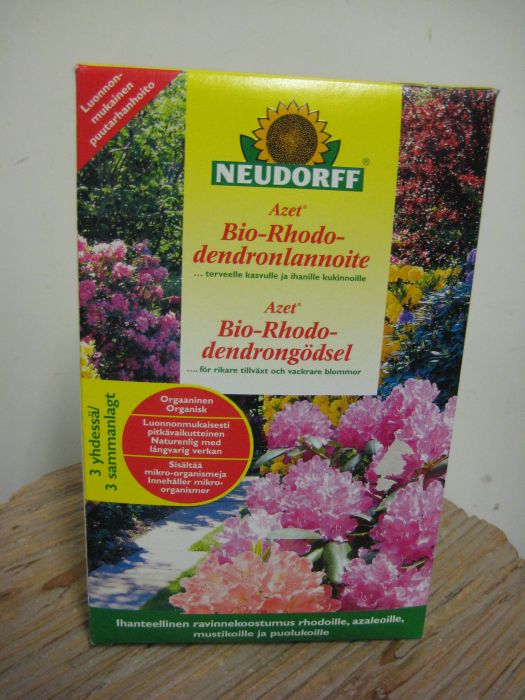 Luonnon-
mukainen
puutarhanhoito
NEUDORFF®
Azet®
Bio-Rhodo-
dendronlannoite
... terveelle kasvulle ja ihanille kukinnoille
Azet®
Bio-Rhodo-
dendrongödsel
.... för rikare tillväxt och vackrare blommor
3 yhdessä/
3 sammanlagt
Orgaaninen
Organisk
Luonnonmukaisesti
pitkävaikutteinen
Naturenlig med
långvarig verkan
Sisältää
mikro-organismeja
Innehåller mikro-
organismer
Ihanteellinen ravinnekoostumus rhodoille, azaleoille,
mustikoille ja puolukoille